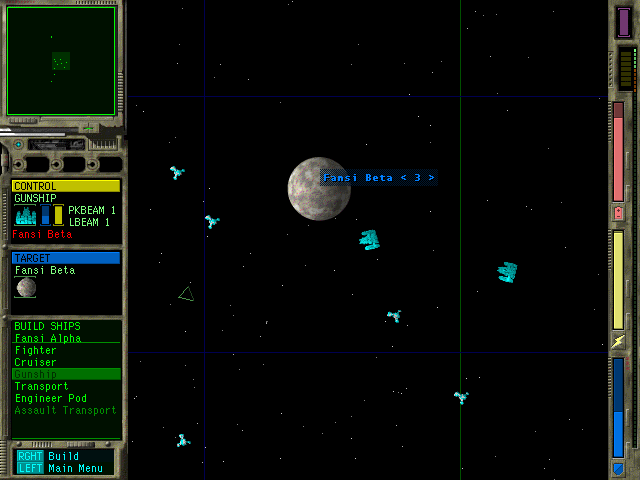 Fansi Beta < 3 >
CONTROL
GUNSHIP
PKBEAM 1
LBEAM 1
Fansi Beta
TARGET
Fansi Beta
BUILD SHIPS
Fansi Alpha
Fighter
Cruiser
Gunship
Transport
Engineer Pod
Assault Transport
RGHT Build
LEFT Main Menu